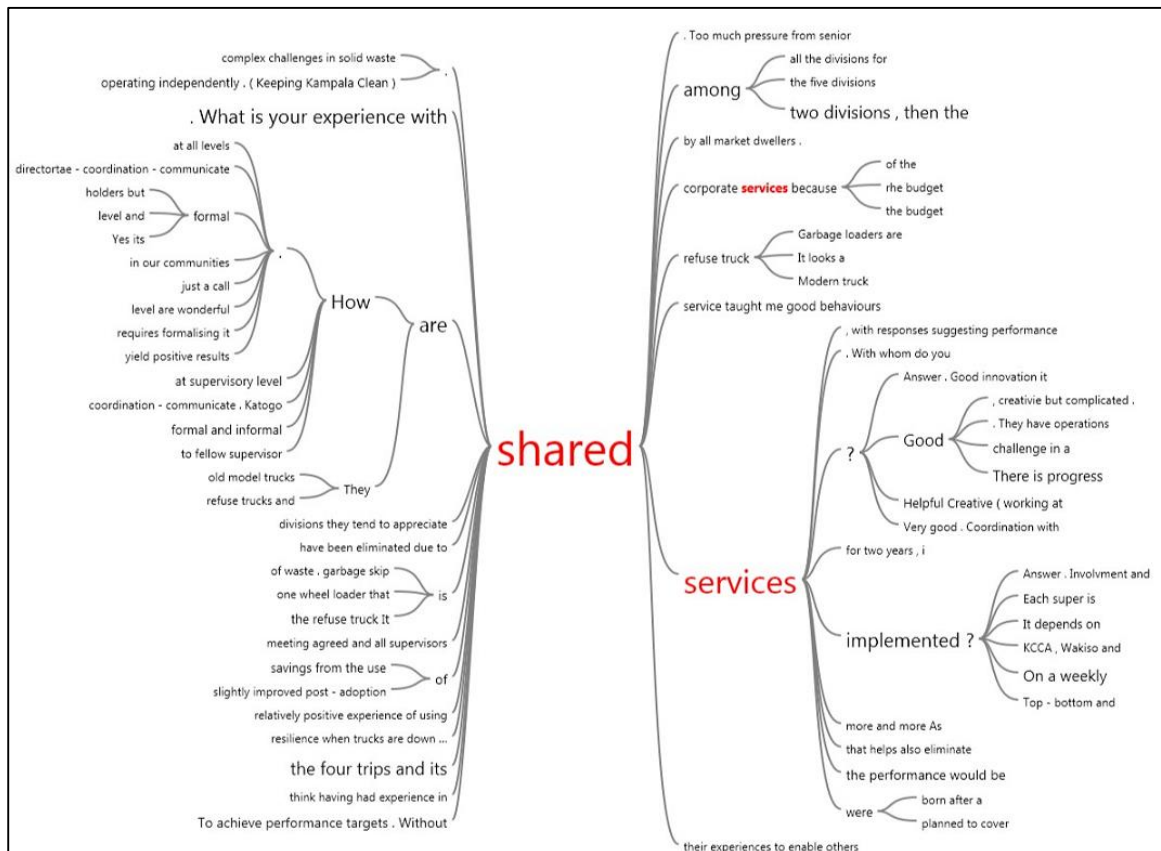 complex challenges in solid waste
operating independently . ( Keeping Kampala Clean )
.
. What is your experience with
at all levels
directortae - coordination - communicate
holders but
level and
Yes its
formal
in our communities
just a call
level are wonderful
requires formalising it
yield positive results
.
at supervisory level
coordination - communicate . Katogo
formal and informal
to fellow supervisor
How
old model trucks
refuse trucks and
They
are
divisions they tend to appreciate
have been eliminated due to
of waste . garbage skip
one wheel loader that
the refuse truck It
is
meeting agreed and all supervisors
savings from the use
slightly improved post - adoption
of
relatively positive experience of using
resilience when trucks are down ...
the four trips and its
think having had experience in
To achieve performance targets . Without
shared
. Too much pressure from senior
among
all the divisions for
the five divisions
two divisions , then the
by all market dwellers .
corporate services because
of the
rhe budget
the budget
refuse truck
Garbage loaders are
It looks a
Modern truck
service taught me good behaviours
services
, with responses suggesting performance
. With whom do you
?
Answer . Good innovation it
Good
, creativie but complicated .
. They have operations
challenge in a
There is progress
Helpful Creative ( working at
Very good . Coordination with
for two years , i
implemented ?
Answer . Involvment and
Each super is
It depends on
KCCA , Wakiso and
On a weekly
Top - bottom and
more and more As
that helps also eliminate
the performance would be
were
born after a
planned to cover
their experiences to enable others